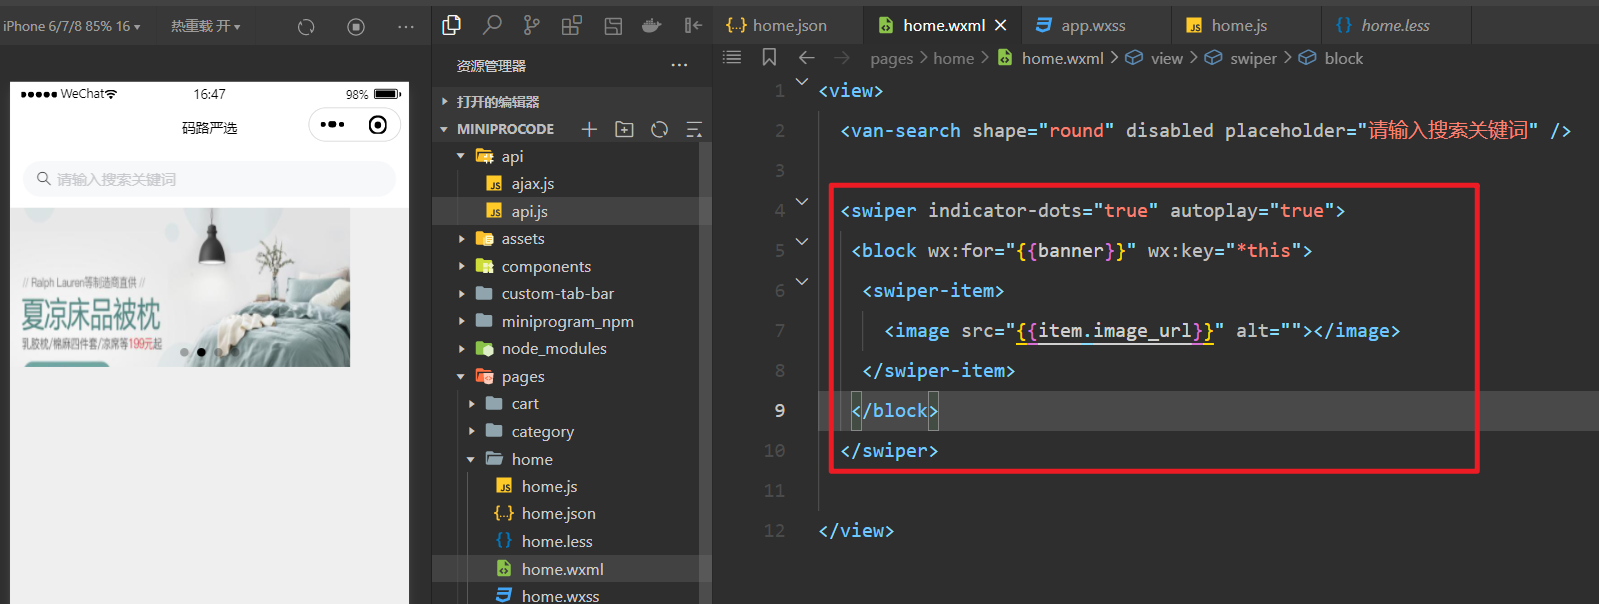 iPhone 6/7/8 85% 16
热重载 开
WeChat
16:47
98%
码路严选
请输入搜索关键词
// Ralph Lauren等制造商直供 //
夏凉床品被枕
乳胶枕/棉麻四件套/凉席等199元起
资源管理器
打开的编辑器
MINIPROCODE
api
ajax.js
api.js
assets
components
custom-tab-bar
miniprogram_npm
node_modules
pages
cart
category
home
home.js
home.json
home.less
home.wxml
home.wxss
home.json
home.wxml
app.wxss
home.js
home.less
pages > home > home.wxml > view > swiper > block
1 <view>
2 <van-search shape="round" disabled placeholder="请输入搜索关键词" />
3
4 <swiper indicator-dots="true" autoplay="true">
5 <block wx:for="{{banner}}" wx:key="*this">
6 <swiper-item>
7 <image src="{{item.image_url}}" alt=""></image>
8 </swiper-item>
9 </block>
10 </swiper>
11
12 </view>